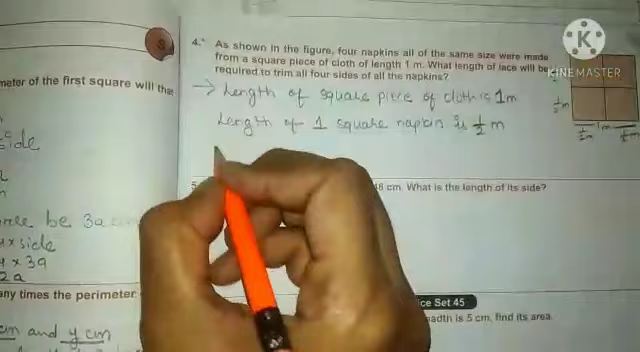 4.* As shown in the figure, four napkins all of the same size were made
from a square piece of cloth of length 1 m. What length of lace will be
required to trim all four sides of all the napkins?
KINEMASTER
→ Length of square piece of cloth is 1m
Length of 1 square napkin is 1/2 m
1/2 m
1/2 m 1m 1/2 m
meter of the first square will the
side
be 3a
4 x side
4 x 3a
2a
any times the perimeter
cm and y cm
5
48 cm. What is the length of its side?
ce Set 45
eadth is 5 cm, find its area.